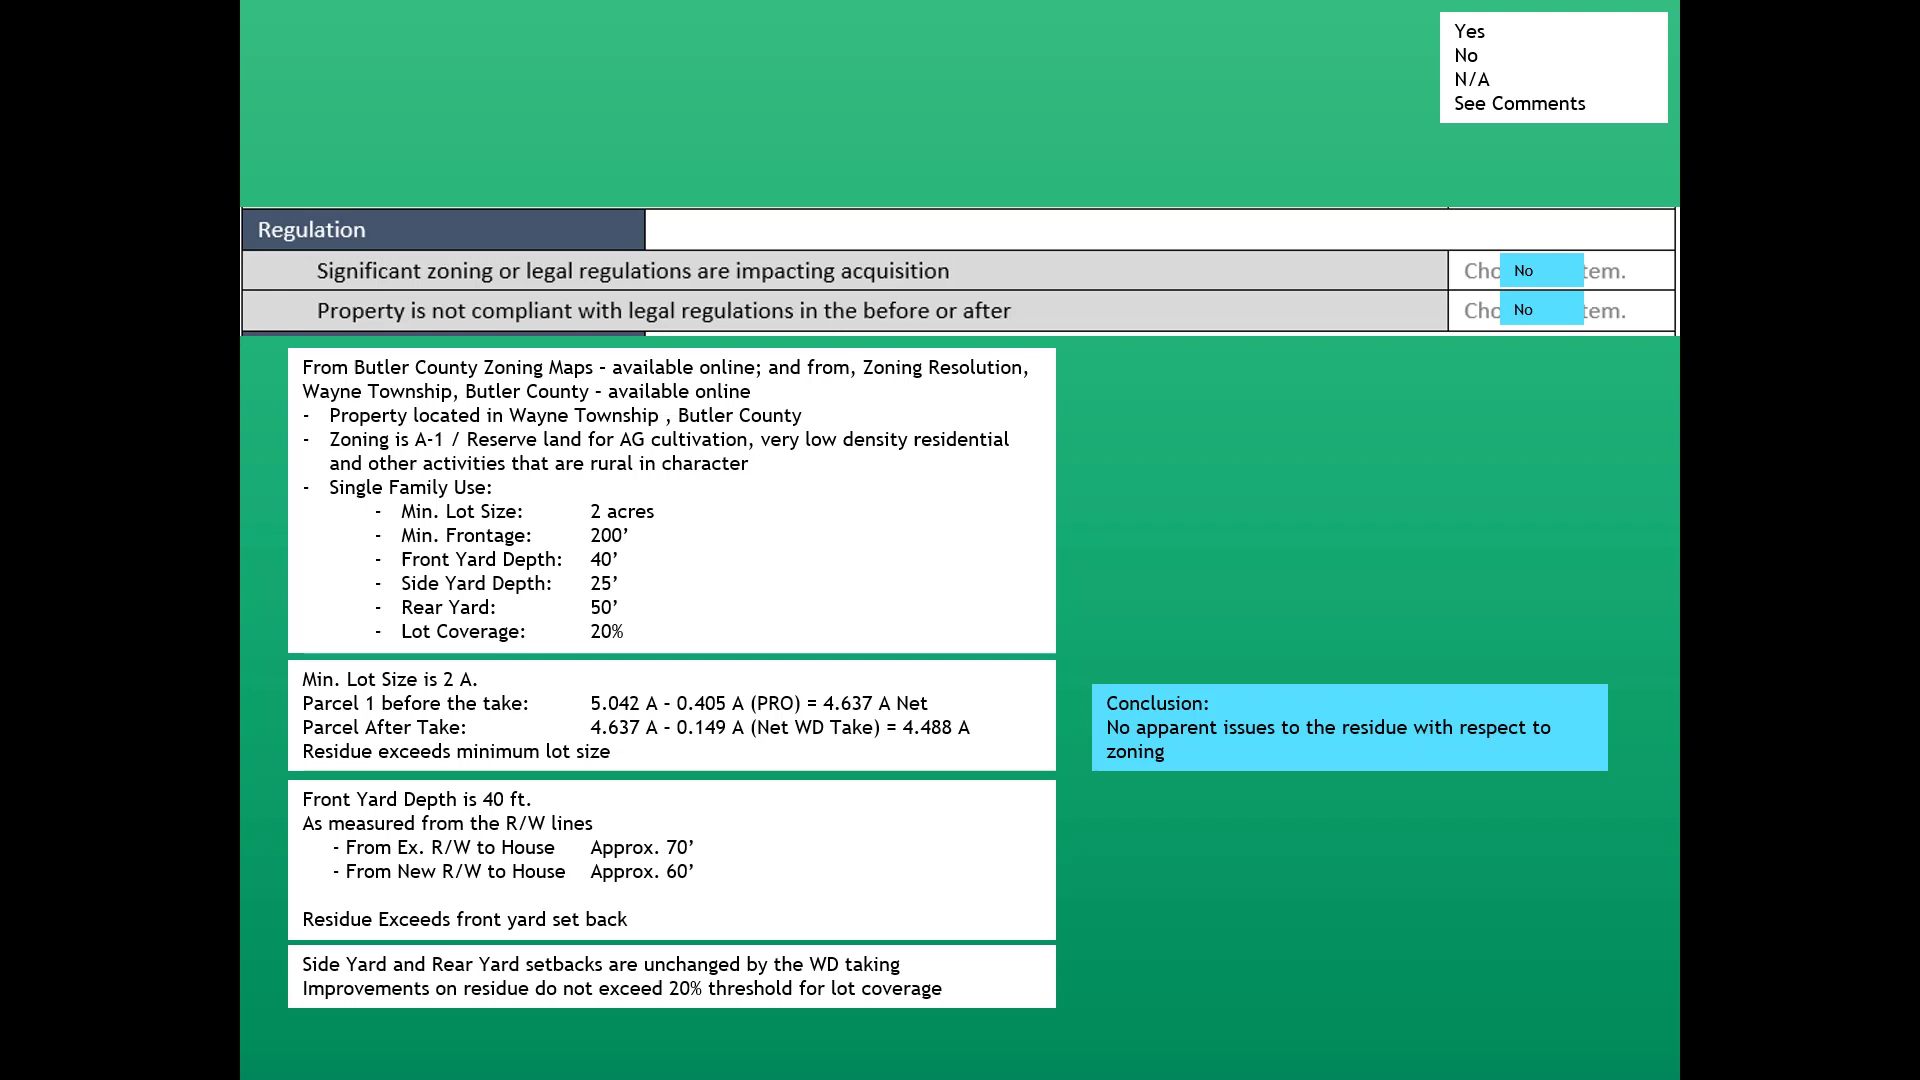 Yes
No
N/A
See Comments
Regulation
Significant zoning or legal regulations are impacting acquisition
Cho No tem.
Property is not compliant with legal regulations in the before or after
Cho No tem.
From Butler County Zoning Maps – available online; and from, Zoning Resolution,
Wayne Township, Butler County – available online
- Property located in Wayne Township , Butler County
- Zoning is A-1 / Reserve land for AG cultivation, very low density residential
and other activities that are rural in character
- Single Family Use:
- Min. Lot Size: 2 acres
- Min. Frontage: 200’
- Front Yard Depth: 40’
- Side Yard Depth: 25’
- Rear Yard: 50’
- Lot Coverage: 20%
Min. Lot Size is 2 A.
Parcel 1 before the take: 5.042 A – 0.405 A (PRO) = 4.637 A Net
Parcel After Take: 4.637 A – 0.149 A (Net WD Take) = 4.488 A
Residue exceeds minimum lot size
Conclusion:
No apparent issues to the residue with respect to
zoning
Front Yard Depth is 40 ft.
As measured from the R/W lines
- From Ex. R/W to House Approx. 70’
- From New R/W to House Approx. 60’
Residue Exceeds front yard set back
Side Yard and Rear Yard setbacks are unchanged by the WD taking
Improvements on residue do not exceed 20% threshold for lot coverage